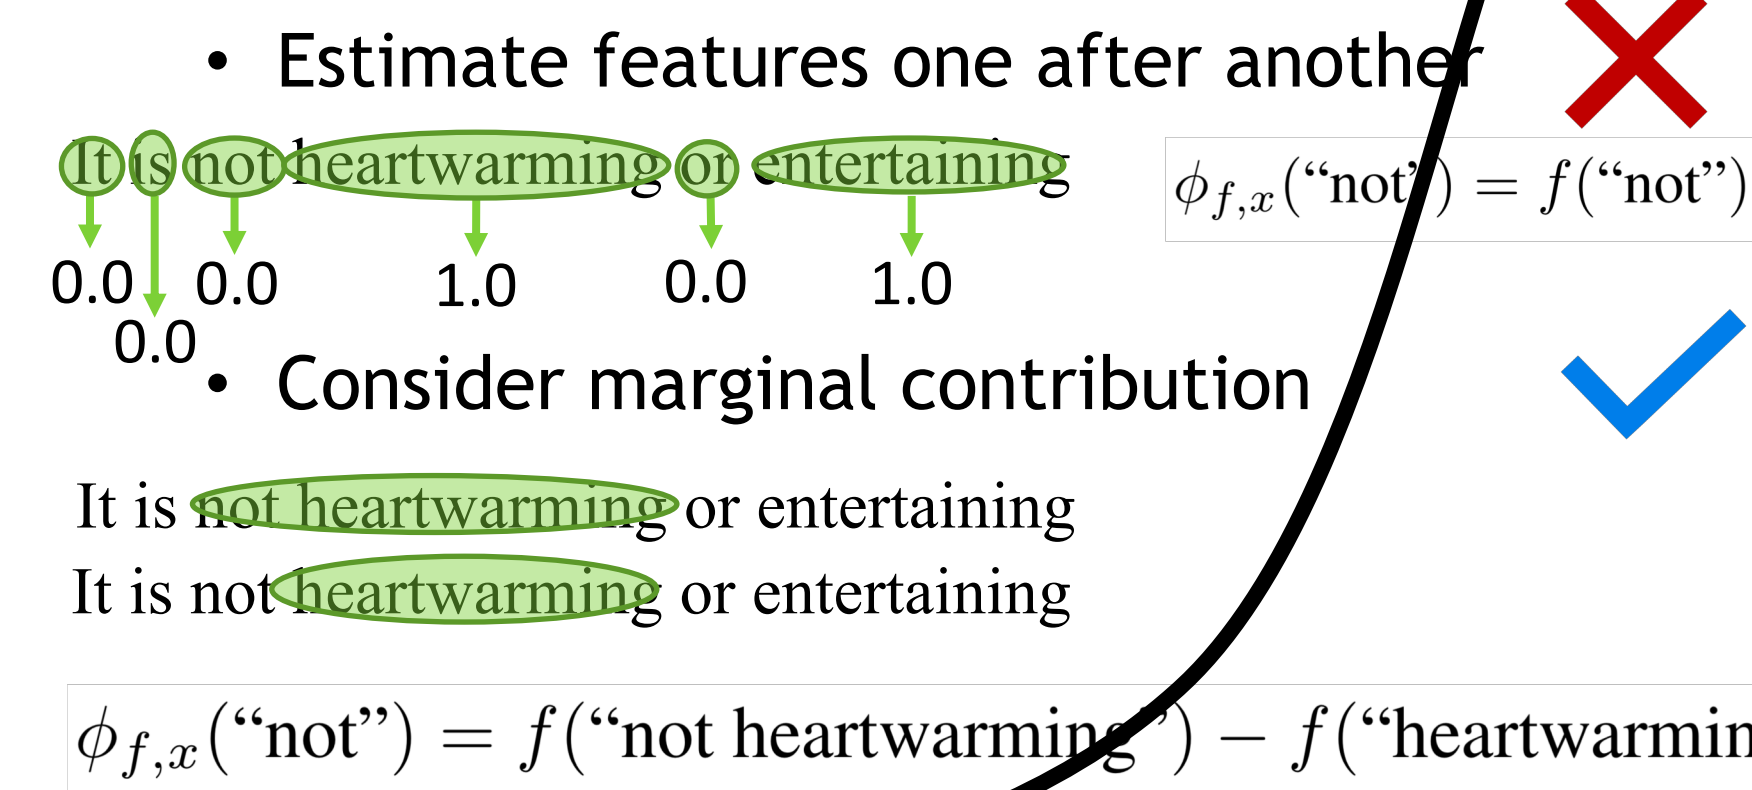 • Estimate features one after another
It is not heartwarming or entertaining
ϕf,x(“not”) = f(“not”)
0.0 0.0 1.0 0.0 1.0
0.0
• Consider marginal contribution
It is not heartwarming or entertaining
It is not heartwarming or entertaining
ϕf,x(“not”) = f(“not heartwarming”) − f(“heartwarmin